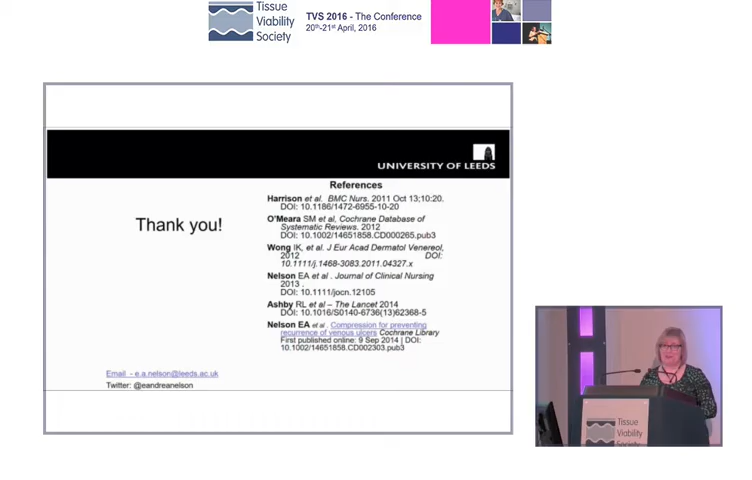 Tissue
Viability
Society
TVS 2016 - The Conference
20th-21st April, 2016
UNIVERSITY OF LEEDS
Thank you!
References
Harrison et al. BMC Nurs. 2011 Oct 13;10:20.
DOI: 10.1186/1472-6955-10-20
O'Meara SM et al, Cochrane Database of
Systematic Reviews. 2012
DOI: 10.1002/14651858.CD000265.pub3
Wong IK, et al. J Eur Acad Dermatol Venereol,
2012 DOI:
10.1111/j.1468-3083.2011.04327.x
Nelson EA et al . Journal of Clinical Nursing
2013 .
DOI: 10.1111/jocn.12105
Ashby RL et al – The Lancet 2014
DOI: 10.1016/S0140-6736(13)62368-5
Nelson EA et al . Compression for preventing
recurrence of venous ulcers Cochrane Library
First published online: 9 Sep 2014 | DOI:
10.1002/14651858.CD002303.pub3
Email - e.a.nelson@leeds.ac.uk
Twitter: @eandreanelson
Tissue
Viability
Society